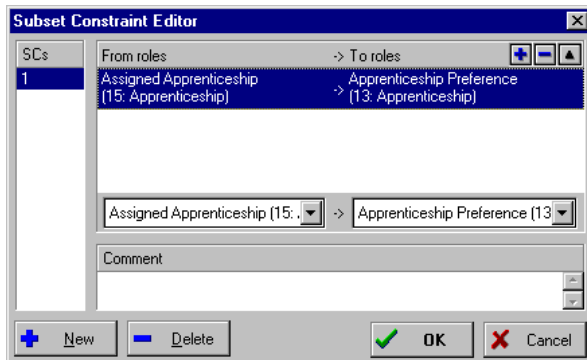 Subset Constraint Editor
SCs
From roles -> To roles
1
Assigned Apprenticeship -> Apprenticeship Preference
(15: Apprenticeship) (13: Apprenticeship)
Assigned Apprenticeship (15: . -> Apprenticeship Preference (13
Comment
New Delete OK Cancel